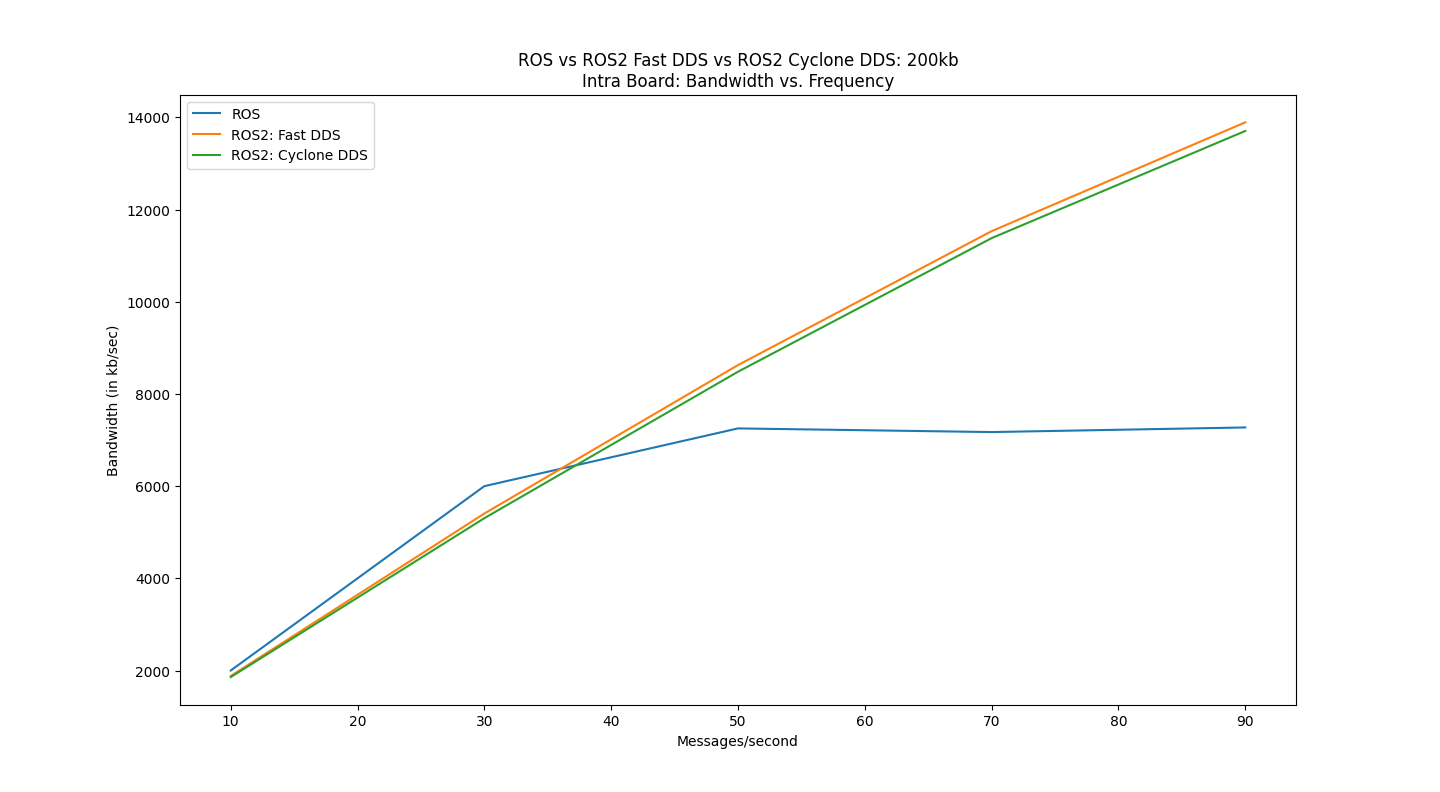 ROS vs ROS2 Fast DDS vs ROS2 Cyclone DDS: 200kb
Intra Board: Bandwidth vs. Frequency
ROS
ROS2: Fast DDS
ROS2: Cyclone DDS
14000
12000
10000
8000
6000
4000
2000
Bandwidth (in kb/sec)
10 20 30 40 50 60 70 80 90
Messages/second